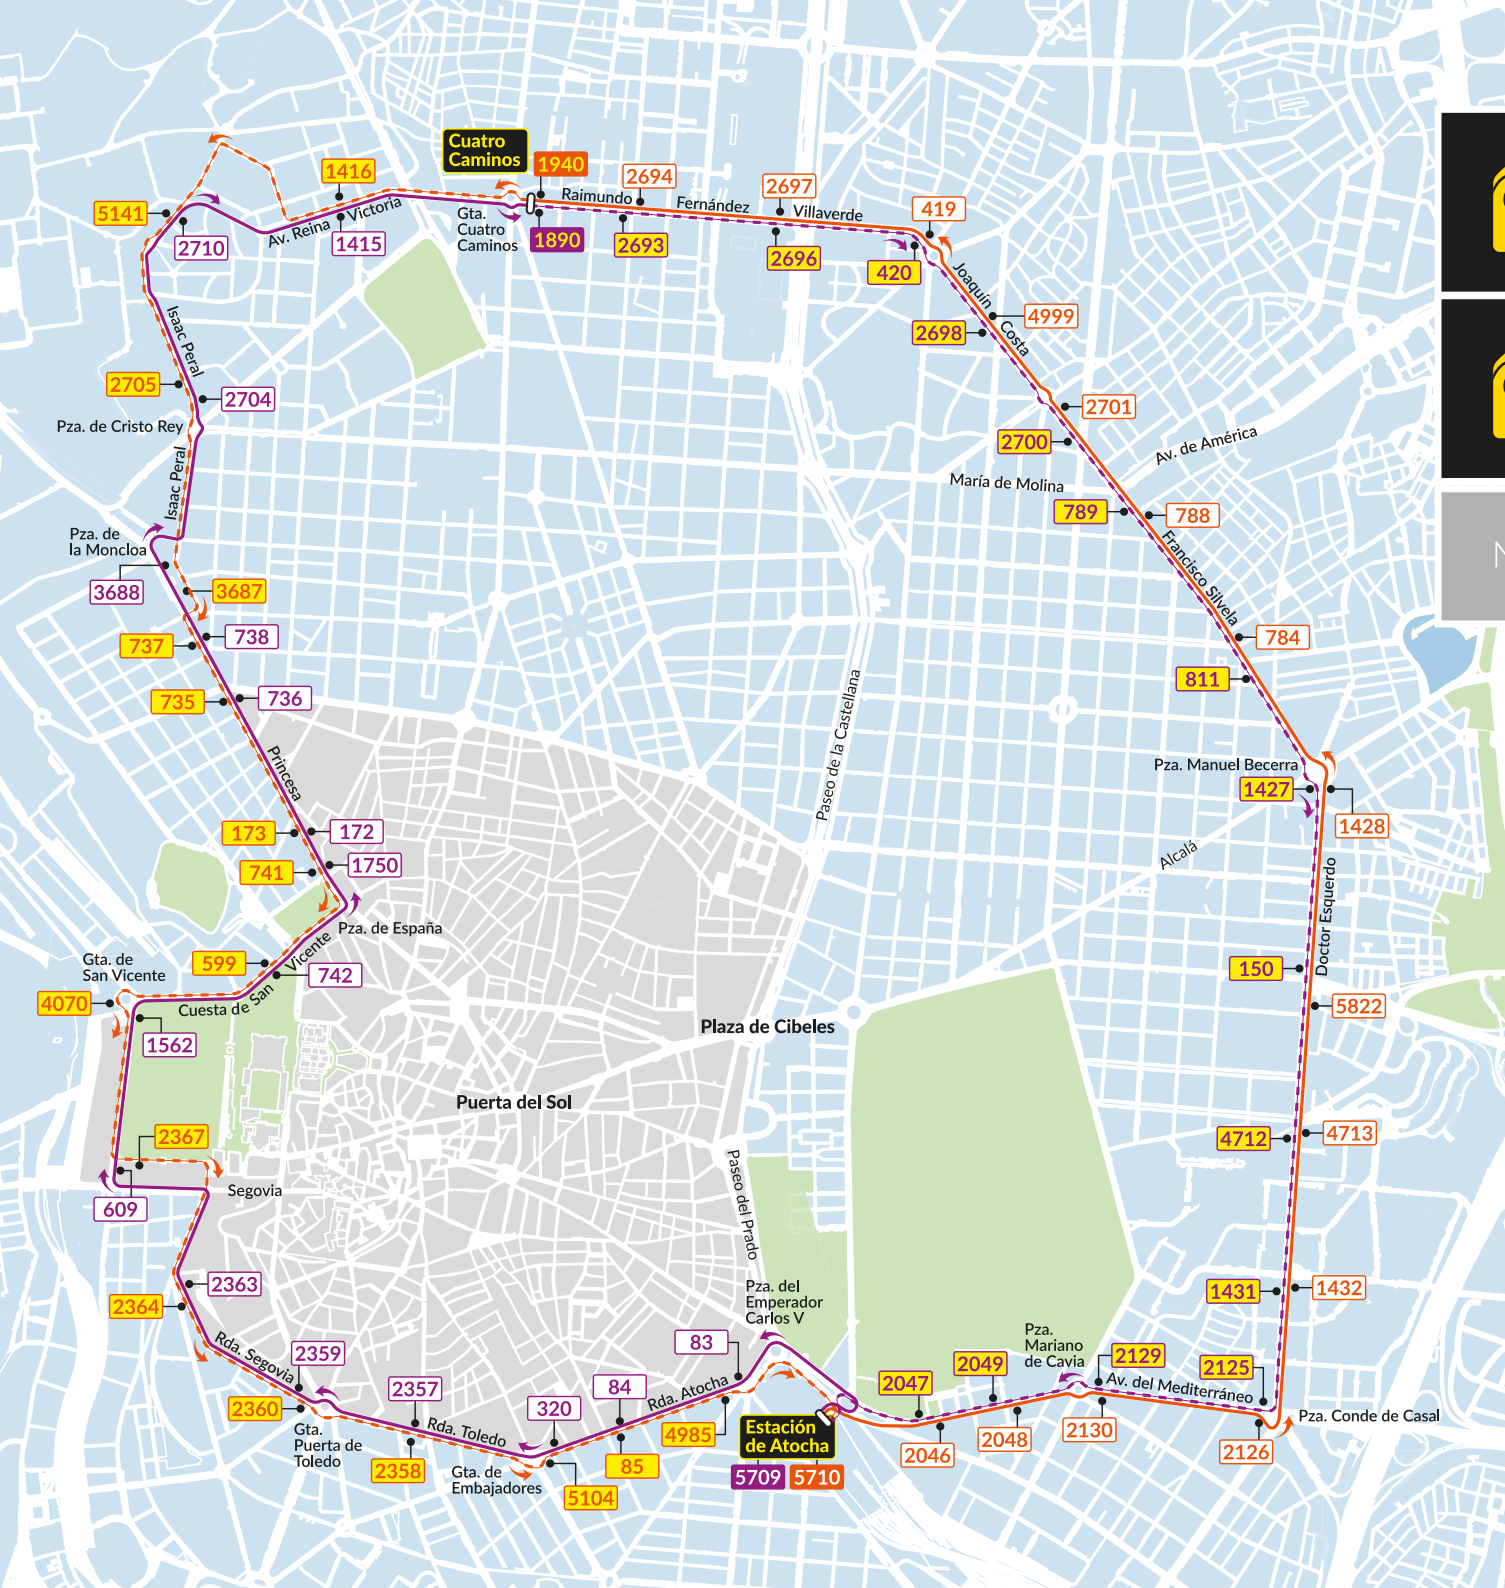 Cuatro
Caminos
1940
2694
2697
Raimundo
Fernández
Villaverde
419
1416
5141
2710
Av. Reina
Victoria
1415
Gta.
Cuatro
Caminos
1890
2693
2696
420
Joaquín
Costa
4999
2698
Isaac Peral
2705
2704
2701
Pza. de Cristo Rey
2700
Av. de América
Isaac Peral
María de Molina
789
788
Pza. de
la Moncloa
3688
3687
Francisco Silvela
737
738
784
735
736
811
Paseo de la Castellana
Princesa
Pza. Manuel Becerra
1427
1428
173
172
741
1750
Alcalá
Doctor Esquerdo
Pza. de España
Gta. de
San Vicente
599
742
150
4070
Cuesta de San
Vicente
5822
1562
Plaza de Cibeles
Puerta del Sol
2367
4712
4713
Segovia
609
Paseo del Prado
2363
2364
1431
1432
Pza. del
Emperador
Carlos V
Rda. Segovia
2359
83
Pza.
Mariano
de Cavia
2129
2125
2049
2047
2357
84
Rda. Atocha
Av. del Mediterráneo
2360
320
Rda. Toledo
4985
Estación
de Atocha
Pza. Conde de Casal
Gta.
Puerta de
Toledo
2358
Gta. de
Embajadores
85
5104
2046
2048
2130
2126
5709
5710
N